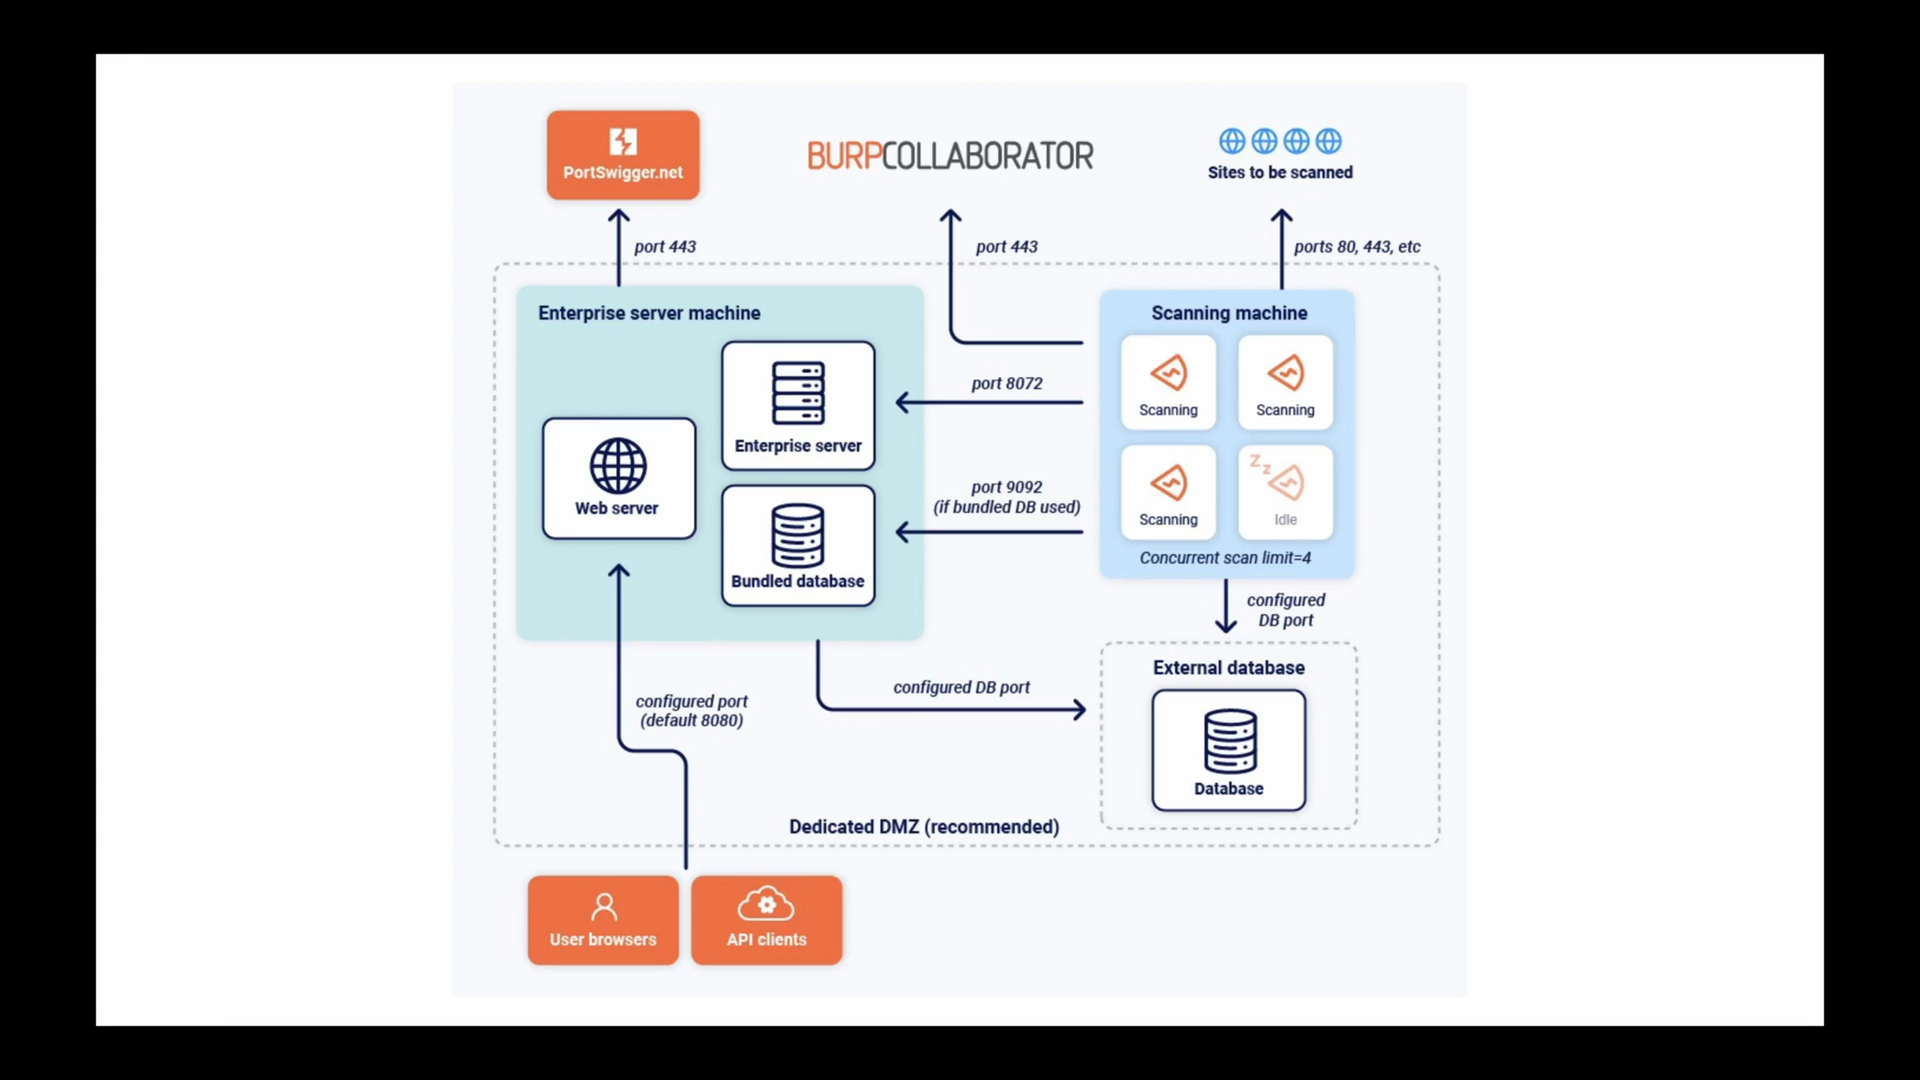 PortSwigger.net
BURPCOLLABORATOR
Sites to be scanned
port 443
port 443
ports 80, 443, etc
Enterprise server machine
Scanning machine
port 8072
Scanning
Scanning
Enterprise server
Web server
port 9092
(if bundled DB used)
Zz
Scanning
Idle
Bundled database
Concurrent scan limit=4
configured
DB port
External database
configured DB port
configured port
(default 8080)
Database
Dedicated DMZ (recommended)
User browsers
API clients